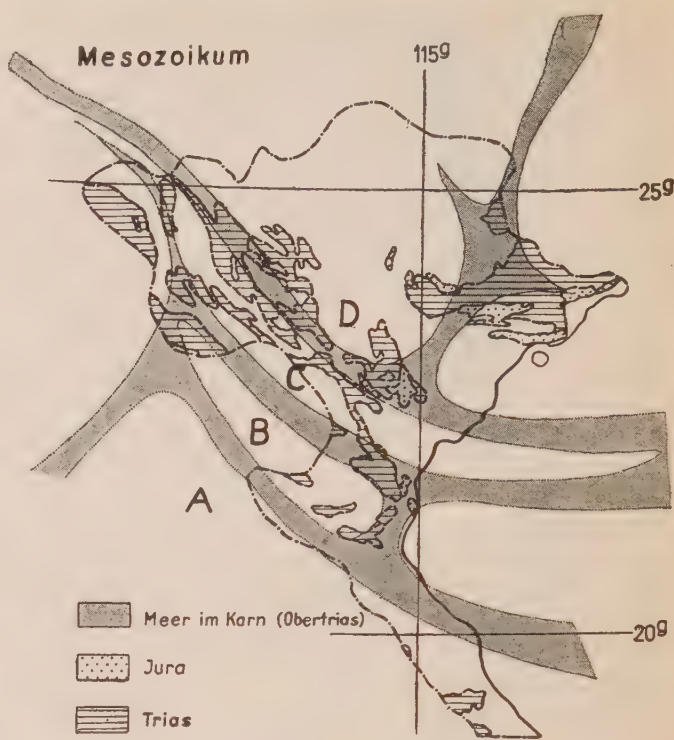 Mesozoikum
115g
25g
D
C
B
A
Meer im Karn (Obertrias)
20g
Jura
Trias